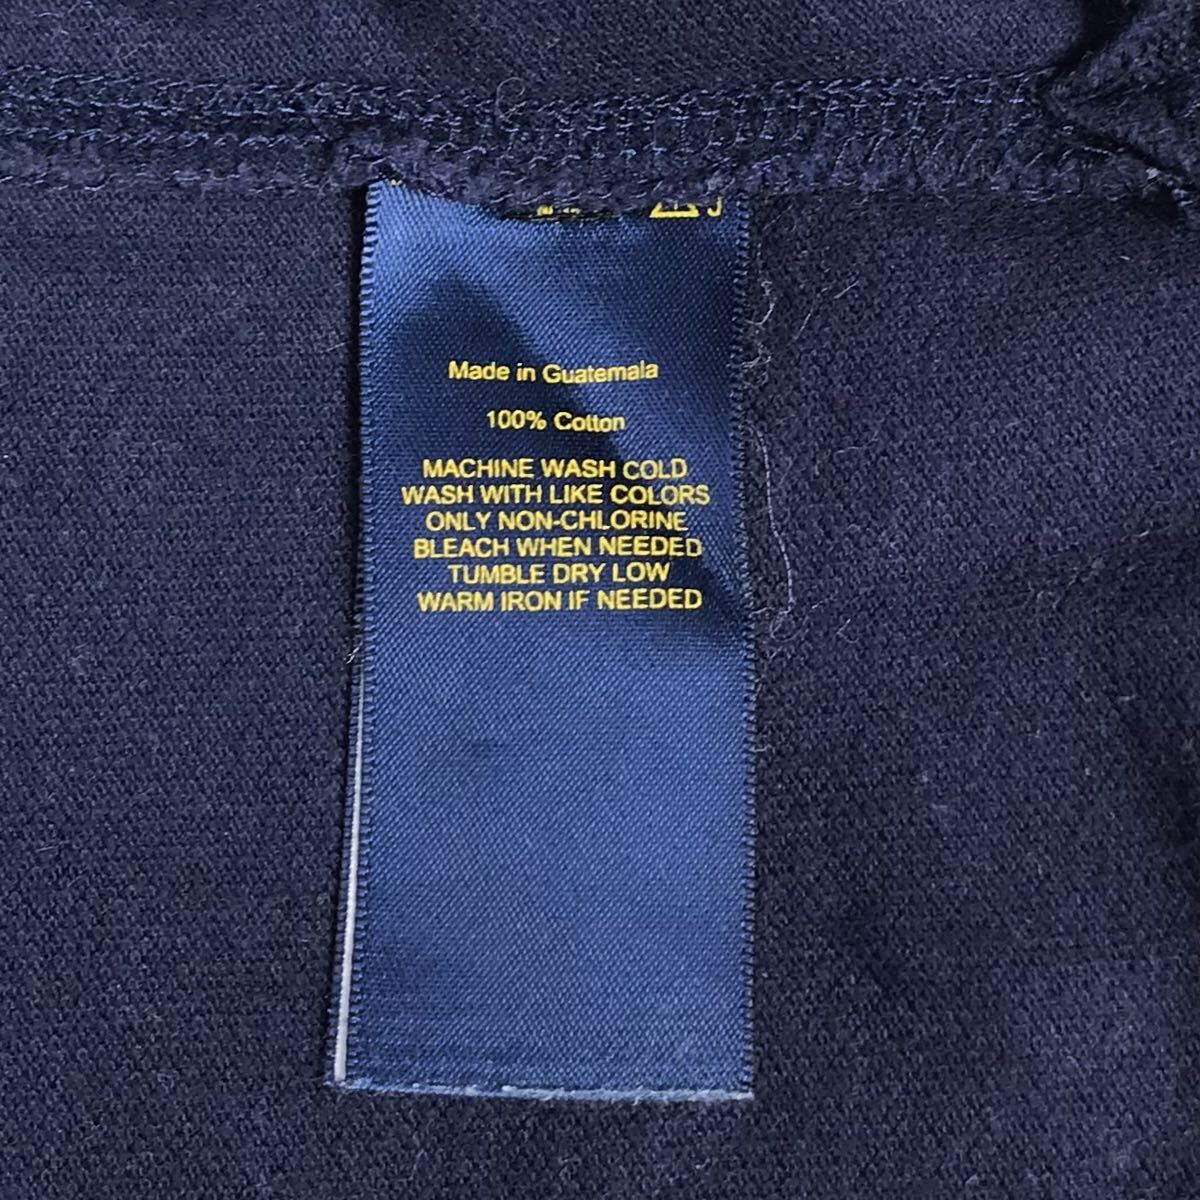 Made in Guatemala
100% Cotton
MACHINE WASH COLD
WASH WITH LIKE COLORS
ONLY NON-CHLORINE
BLEACH WHEN NEEDED
TUMBLE DRY LOW
WARM IRON IF NEEDED